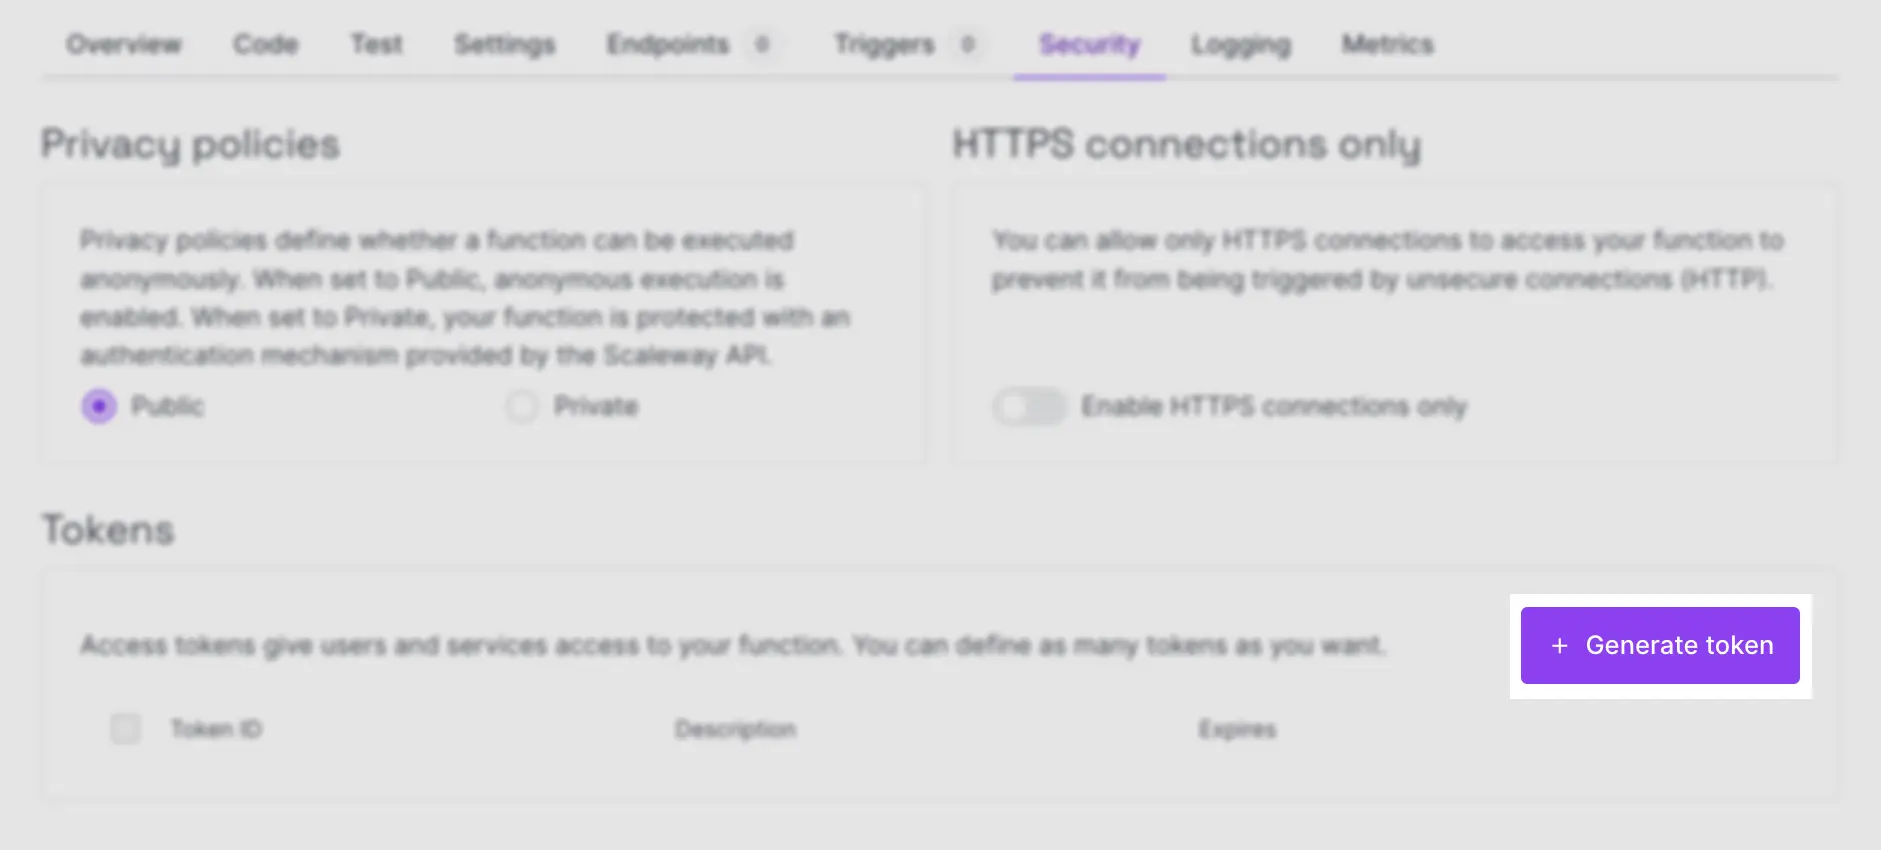 Overview Code Test Settings Endpoints 0 Triggers 0 Security Logging Metrics
Privacy policies
Privacy policies define whether a function can be executed
anonymously. When set to Public, anonymous execution is
enabled. When set to Private, your function is protected with an
authentication mechanism provided by the Scaleway API.
Public Private
HTTPS connections only
You can allow only HTTPS connections to access your function to
prevent it from being triggered by unsecure connections (HTTP).
Enable HTTPS connections only
Tokens
Access tokens give users and services access to your function. You can define as many tokens as you want.
+ Generate token
Token ID Description Expires